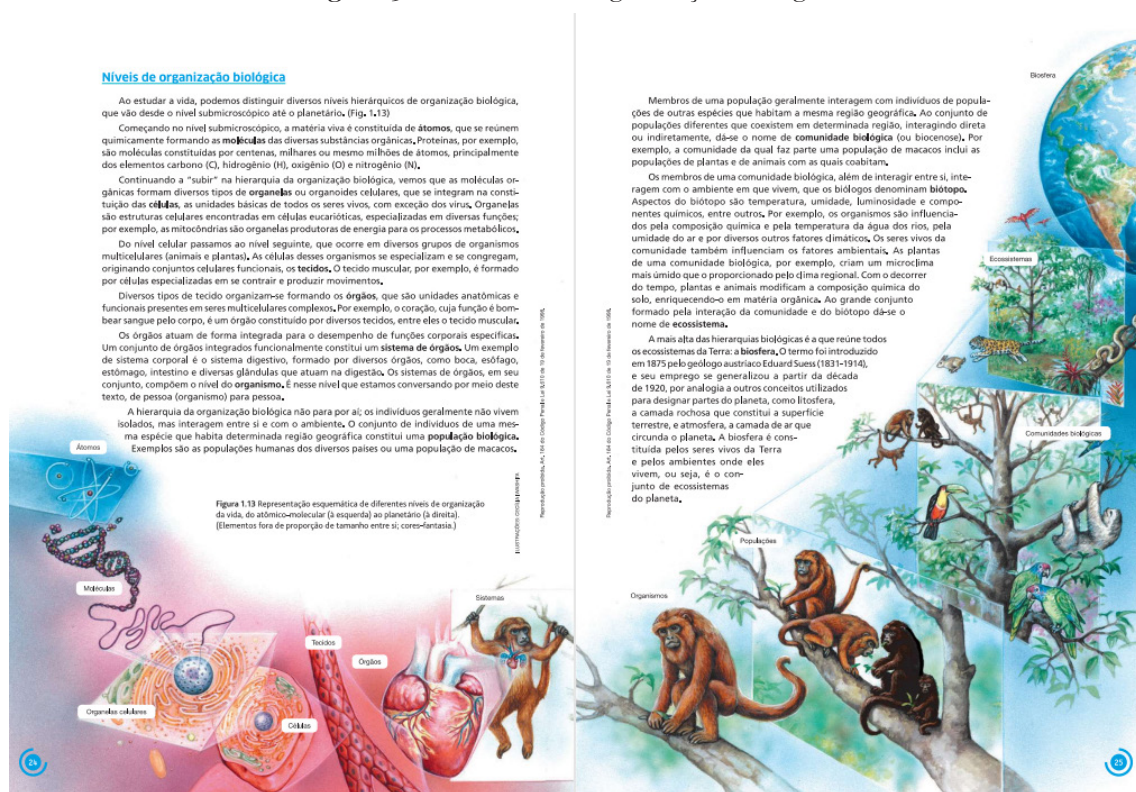 Níveis de organização biológica
Ao estudar a vida, podemos distinguir diversos níveis hierárquicos de organização biológica,
que vão desde o nível submicroscópico até o planetário. (Fig. 1.13)
Começando no nível submicroscópico, a matéria viva é constituída de átomos, que se reúnem
quimicamente formando as moléculas das diversas substâncias orgânicas. Proteínas, por exemplo,
são moléculas constituídas por centenas, milhares ou mesmo milhões de átomos, principalmente
dos elementos carbono (C), hidrogênio (H), oxigênio (O) e nitrogênio (N).
Continuando a "subir" na hierarquia da organização biológica, vemos que as moléculas or-
gânicas formam diversos tipos de organelas ou organoides celulares, que se integram na consti-
tuição das células, as unidades básicas de todos os seres vivos, com exceção dos vírus. Organelas
são estruturas celulares encontradas em células eucarióticas, especializadas em diversas funções;
por exemplo, as mitocôndrias são organelas produtoras de energia para os processos metabólicos.
Do nível celular passamos ao nível seguinte, que ocorre em diversos grupos de organismos
multicelulares (animais e plantas). As células desses organismos se especializam e se congregam,
originando conjuntos celulares funcionais, os tecidos. O tecido muscular, por exemplo, é formado
por células especializadas em se contrair e produzir movimentos.
Diversos tipos de tecido organizam-se formando os órgãos, que são unidades anatômicas e
funcionais presentes em seres multicelulares complexos. Por exemplo, o coração, cuja função é bom-
bear sangue pelo corpo, é um órgão constituído por diversos tecidos, entre eles o tecido muscular.
Os órgãos atuam de forma integrada para o desempenho de funções corporais específicas.
Um conjunto de órgãos integrados funcionalmente constitui um sistema de órgãos. Um exemplo
de sistema corporal é o sistema digestivo, formado por diversos órgãos, como boca, esôfago,
estômago, intestino e diversas glândulas que atuam na digestão. Os sistemas de órgãos, em seu
conjunto, compõem o nível do organismo. É nesse nível que estamos conversando por meio deste
texto, de pessoa (organismo) para pessoa.
A hierarquia da organização biológica não para por aí; os indivíduos geralmente não vivem
isolados, mas interagem entre si e com o ambiente. O conjunto de indivíduos de uma mes-
ma espécie que habita determinada região geográfica constitui uma população biológica.
Exemplos são as populações humanas dos diversos países ou uma população de macacos.
Átomos
Figura 1.13 Representação esquemática de diferentes níveis de organização
da vida, do atômico-molecular (à esquerda) ao planetário (à direita).
(Elementos fora de proporção de tamanho entre si; cores-fantasia.)
Reprodução proibida. Art. 184 do Código Penal e Lei 9.610 de 19 de fevereiro de 1998.
Moléculas
Sistemas
Tecidos
Órgãos
Organelas celulares
Células
24
Biosfera
Membros de uma população geralmente interagem com indivíduos de popula-
ções de outras espécies que habitam a mesma região geográfica. Ao conjunto de
populações diferentes que coexistem em determinada região, interagindo direta
ou indiretamente, dá-se o nome de comunidade biológica (ou biocenose). Por
exemplo, a comunidade da qual faz parte uma população de macacos inclui as
populações de plantas e de animais com as quais coabitam.
Os membros de uma comunidade biológica, além de interagir entre si, inte-
ragem com o ambiente em que vivem, que os biólogos denominam biótopo.
Aspectos do biótopo são temperatura, umidade, luminosidade e compo-
nentes químicos, entre outros. Por exemplo, os organismos são influencia-
dos pela composição química e pela temperatura da água dos rios, pela
umidade do ar e por diversos outros fatores climáticos. Os seres vivos da
comunidade também influenciam os fatores ambientais. As plantas
de uma comunidade biológica, por exemplo, criam um microclima
mais úmido que o proporcionado pelo clima regional. Com o decorrer
do tempo, plantas e animais modificam a composição química do
solo, enriquecendo-o em matéria orgânica. Ao grande conjunto
formado pela interação da comunidade e do biótopo dá-se o
nome de ecossistema.
A mais alta das hierarquias biológicas é a que reúne todos
os ecossistemas da Terra: a biosfera. O termo foi introduzido
em 1875 pelo geólogo austríaco Eduard Suess (1831-1914),
e seu emprego se generalizou a partir da década
de 1920, por analogia a outros conceitos utilizados
para designar partes do planeta, como litosfera,
a camada rochosa que constitui a superfície
terrestre, e atmosfera, a camada de ar que
circunda o planeta. A biosfera é cons-
tituída pelos seres vivos da Terra
e pelos ambientes onde eles
vivem, ou seja, é o con-
junto de ecossistemas
do planeta.
Reprodução proibida. Art. 184 do Código Penal e Lei 9.610 de 19 de fevereiro de 1998.
Ecossistemas
Comunidades biológicas
Populações
Organismos
25